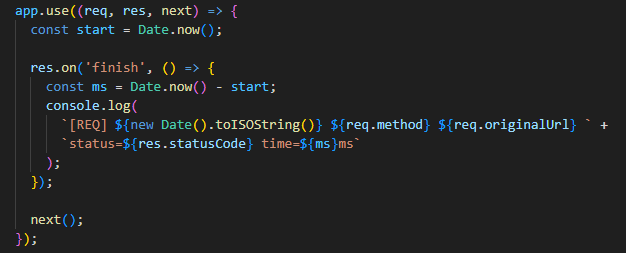 app.use((req, res, next) => {
  const start = Date.now();

  res.on('finish', () => {
    const ms = Date.now() - start;
    console.log(
      `[REQ] ${new Date().toISOString()} ${req.method} ${req.originalUrl} ` +
      `status=${res.statusCode} time=${ms}ms`
    );
  });

  next();
});